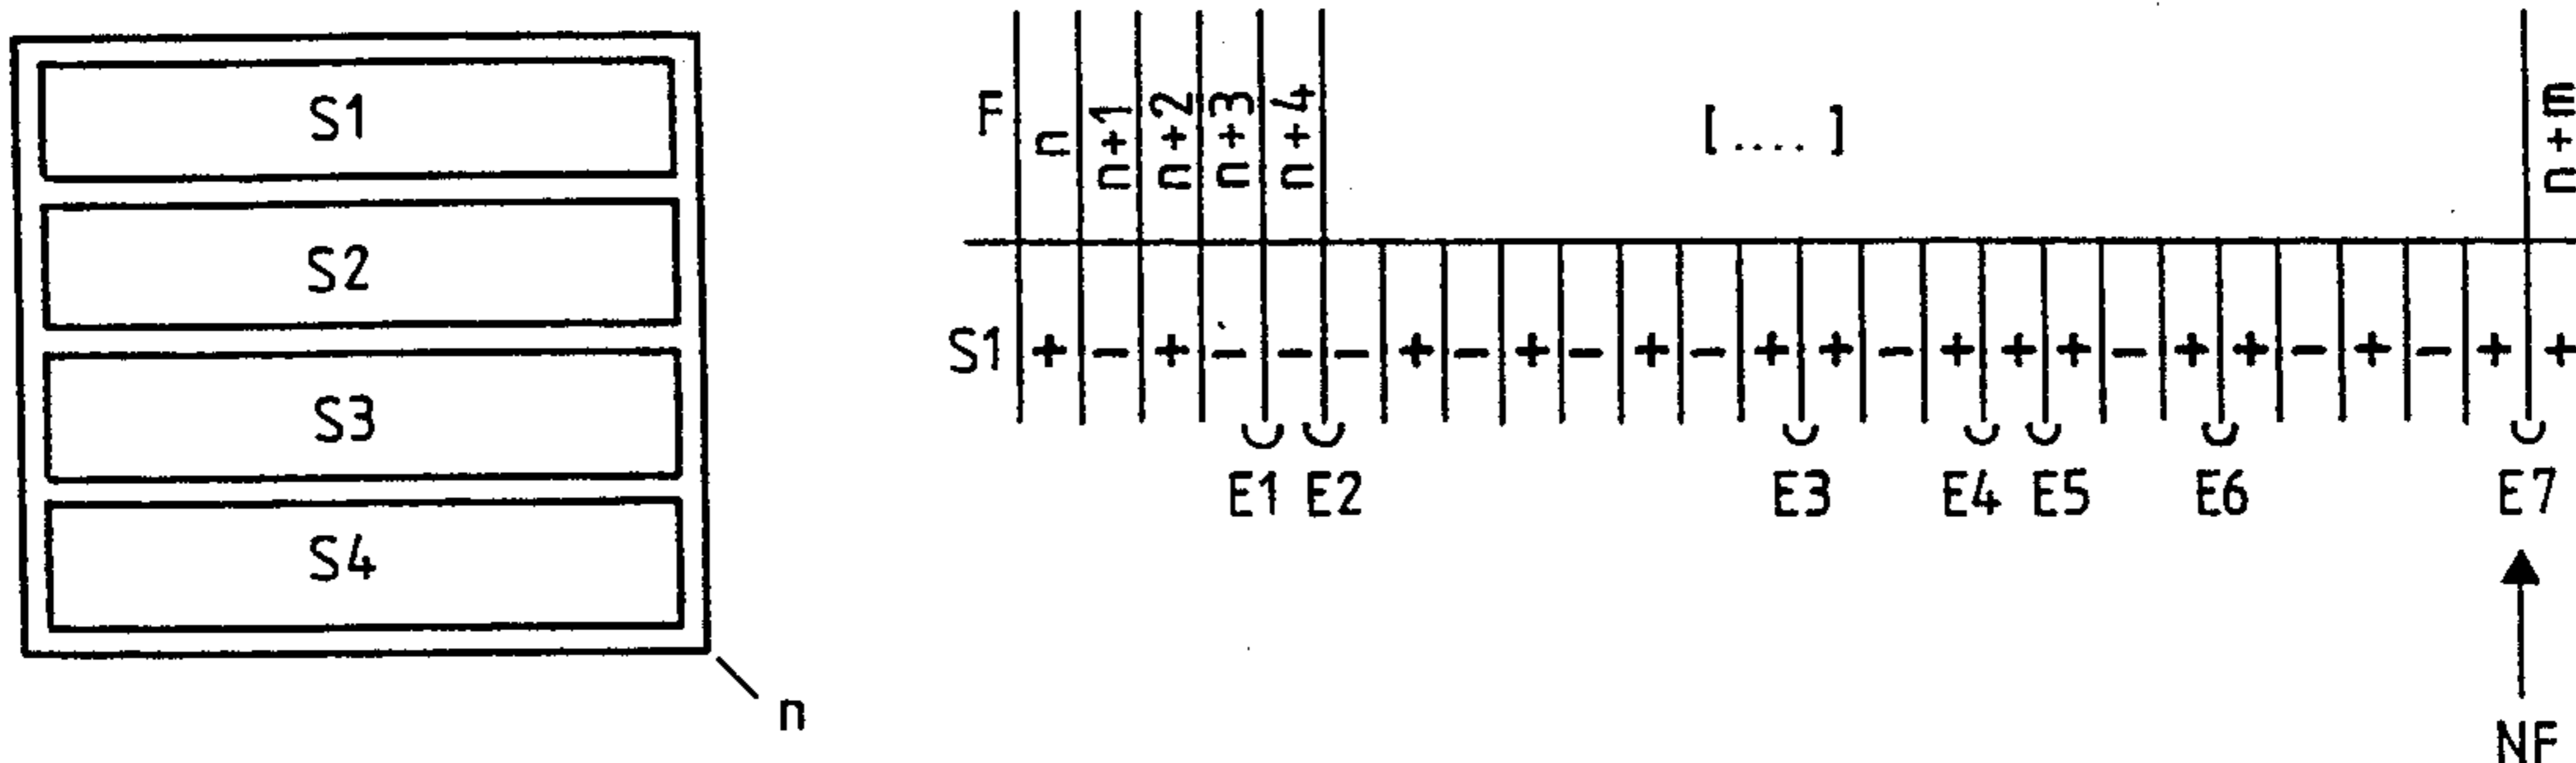 S1
S2
S3
S4
n
F n n+1 n+2 n+3 n+4 [....] n+m
S1 + - + - - - + - + - + - + + - + + + - + + - + - + +
E1 E2 E3 E4 E5 E6 E7
NF